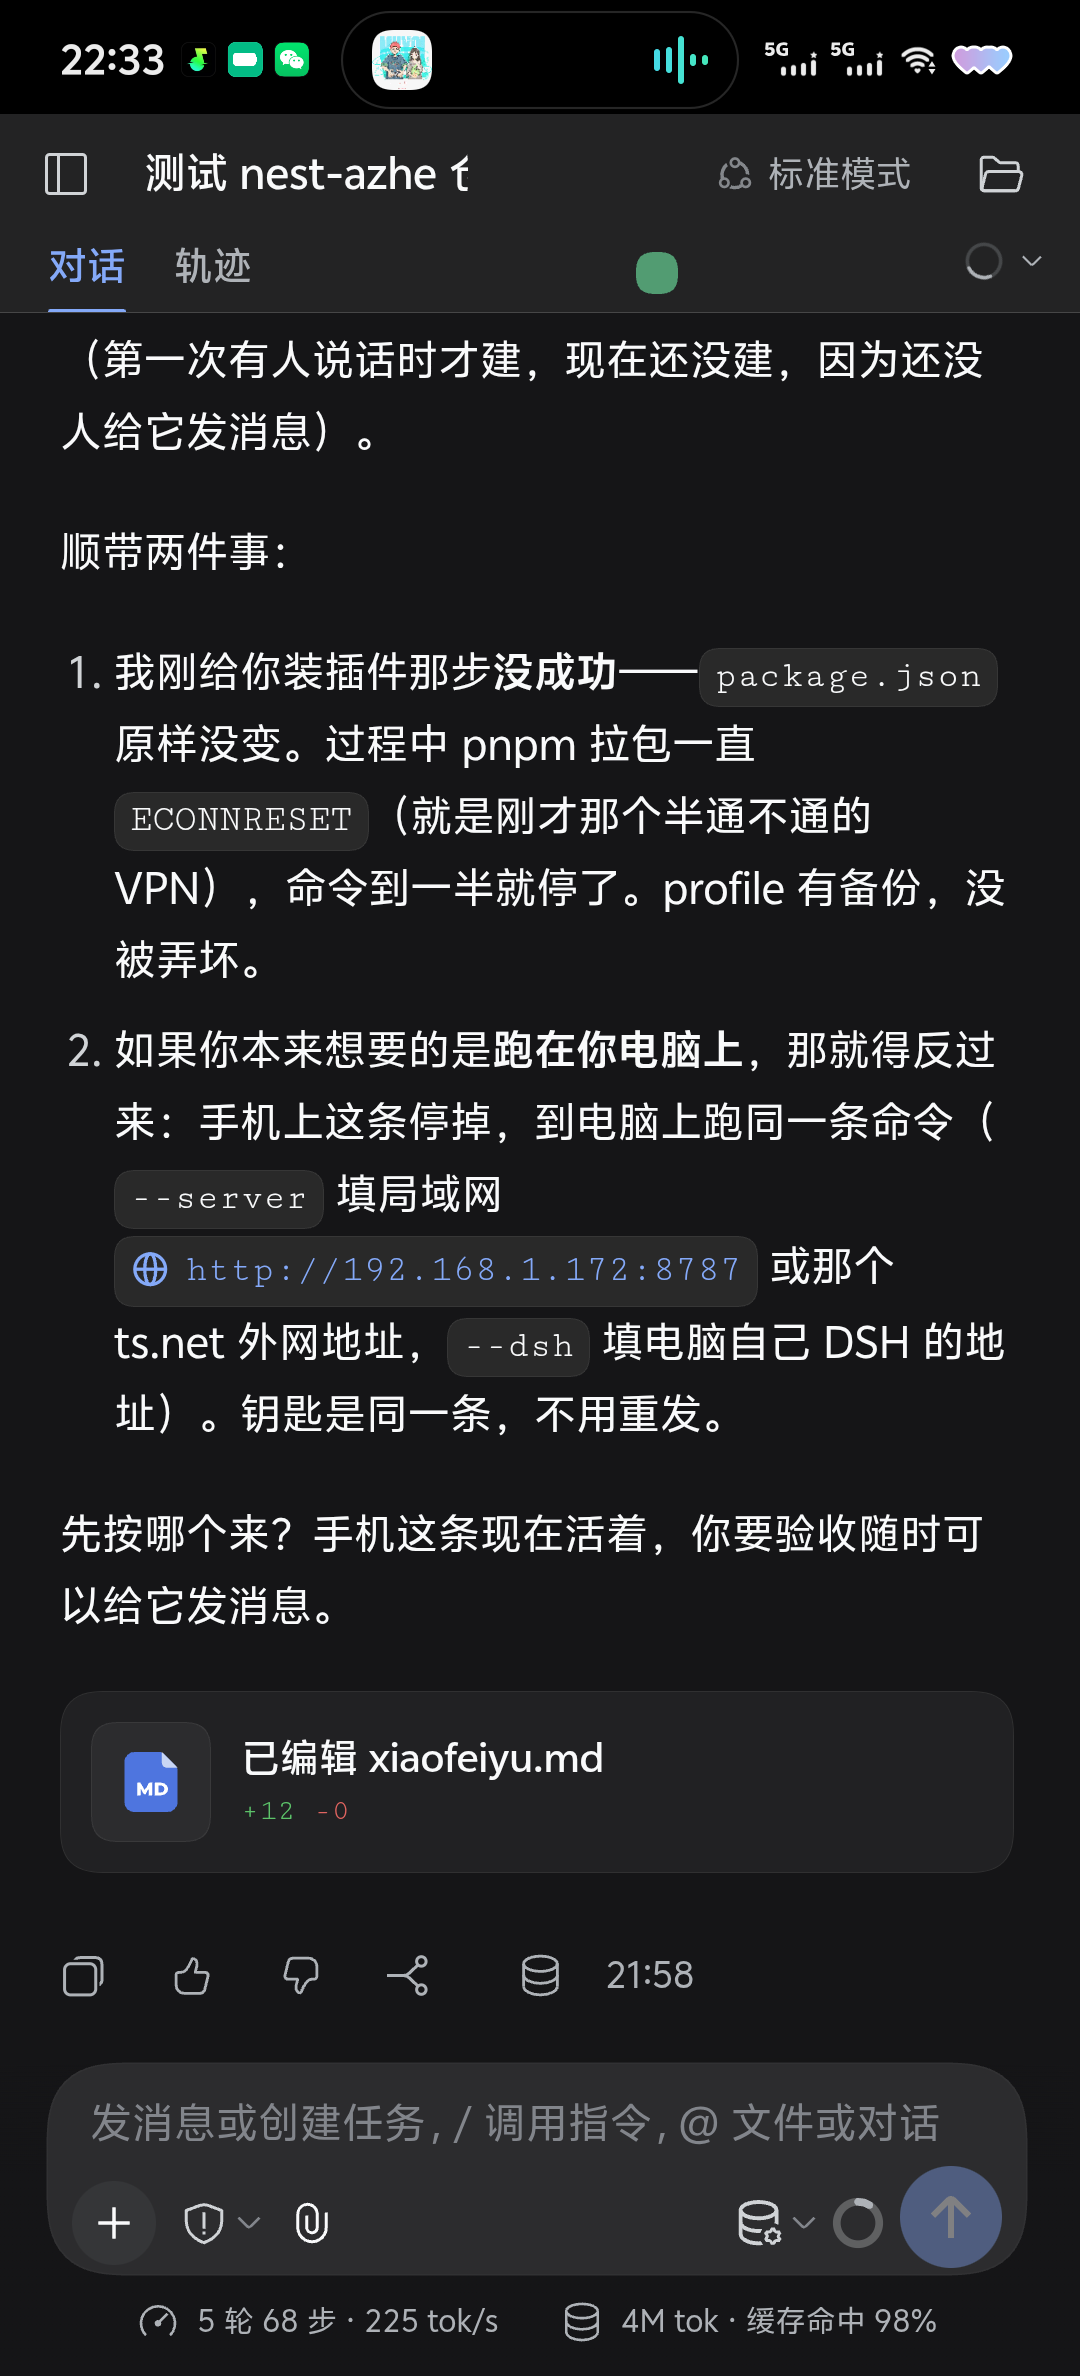 22:33
5G 5G
测试 nest-azhe
标准模式
对话 轨迹
（第一次有人说话时才建，现在还没建，因为还没
人给它发消息）。
顺带两件事：
1. 我刚给你装插件那步没成功——package.json
原样没变。过程中 pnpm 拉包一直
ECONNRESET（就是刚才那个半通不通的
VPN），命令到一半就停了。profile 有备份，没
被弄坏。
2. 如果你本来想要的是跑在你电脑上，那就得反过
来：手机上这条停掉，到电脑上跑同一条命令（
--server 填局域网
http://192.168.1.172:8787 或那个
ts.net 外网地址，--dsh 填电脑自己 DSH 的地
址）。钥匙是同一条，不用重发。
先按哪个来？手机这条现在活着，你要验收随时可
以给它发消息。
MD
已编辑 xiaofeiyu.md
+12 -0
21:58
发消息或创建任务，/ 调用指令，@ 文件或对话
5 轮 68 步 · 225 tok/s 4M tok · 缓存命中 98%